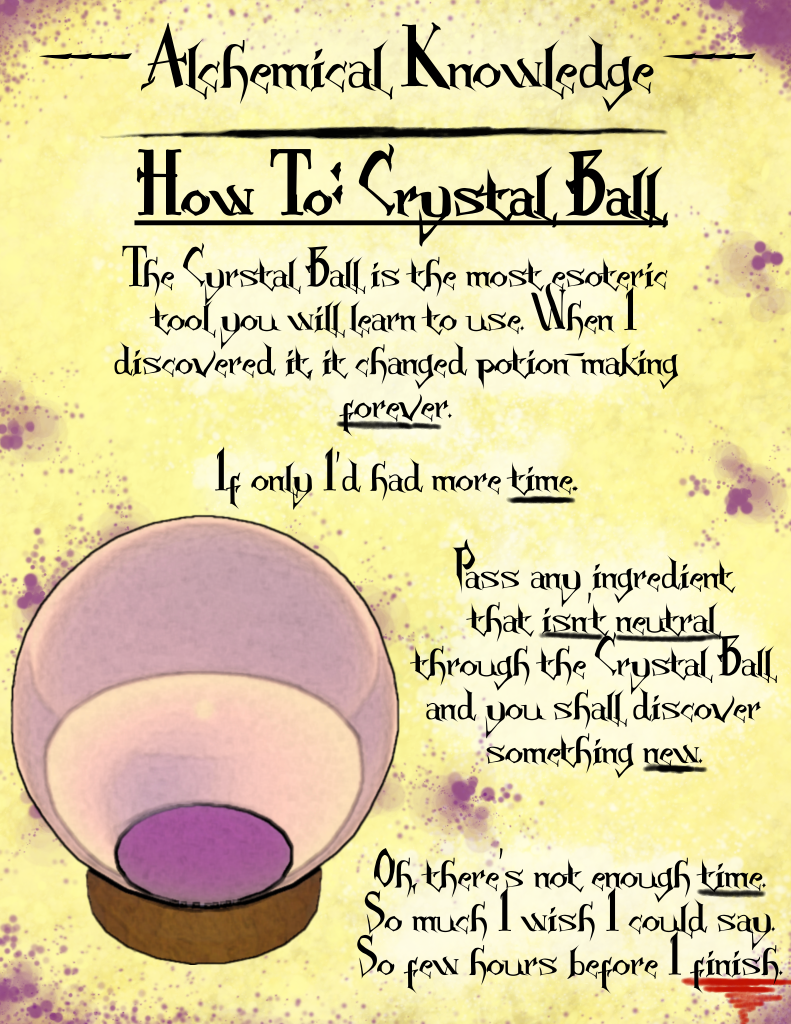 Alchemical Knowledge
How To: Crystal Ball
The Cyrstal Ball is the most esoteric
tool you will learn to use. When I
discovered it, it changed potion-making
forever.
If only I'd had more time.
Pass any ingredient
that isn't neutral
through the Crystal Ball
and you shall discover
something new.
Oh, there's not enough time.
So much I wish I could say.
So few hours before I finish.